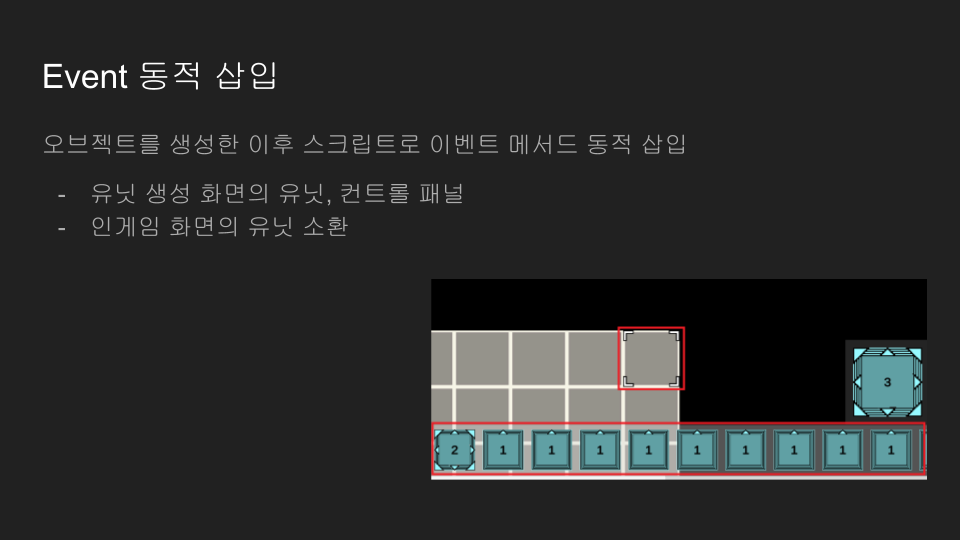 Event 동적 삽입
오브젝트를 생성한 이후 스크립트로 이벤트 메서드 동적 삽입
- 유닛 생성 화면의 유닛, 컨트롤 패널
- 인게임 화면의 유닛 소환
3
2 1 1 1 1 1 1 1 1 1